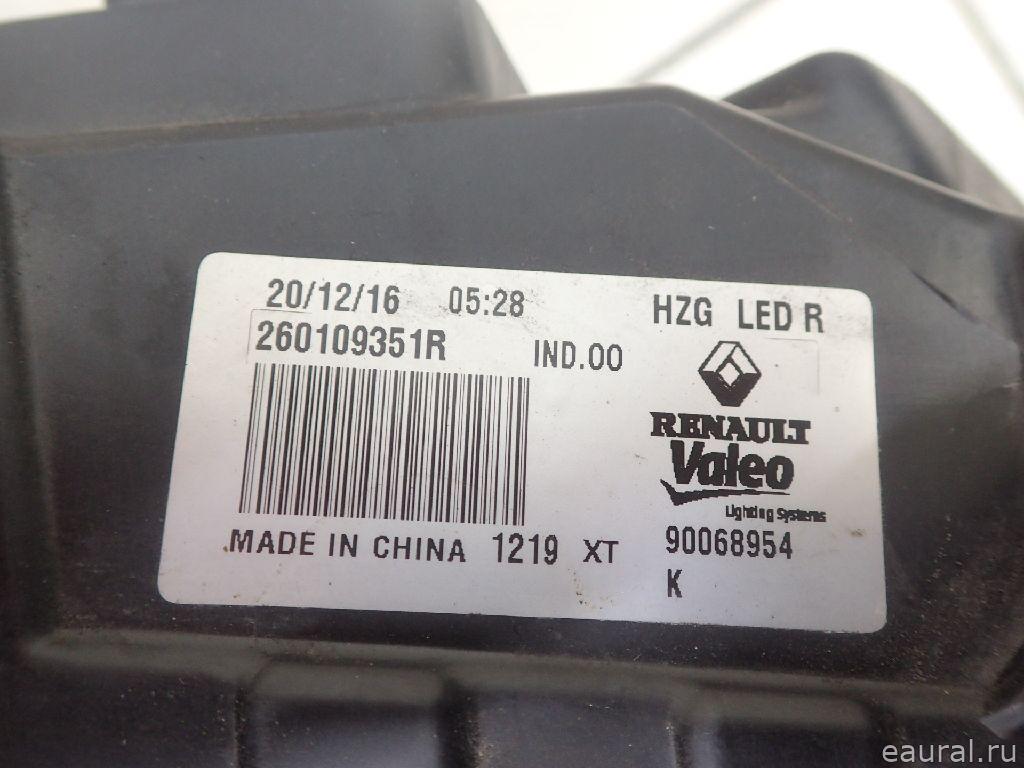 20/12/16 05:28 HZG LED R
260109351R IND.00
RENAULT
Valeo
Lighting Systems
MADE IN CHINA 1219 XT 90068954
K
eaural.ru